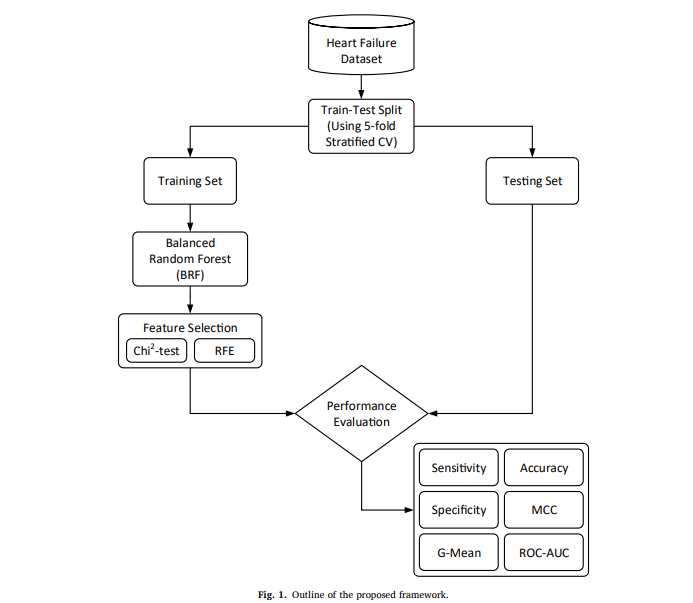 Heart Failure
Dataset
Train-Test Split
(Using 5-fold
Stratified CV)
Training Set
Testing Set
Balanced
Random Forest
(BRF)
Feature Selection
Chi²-test
RFE
Performance
Evaluation
Sensitivity
Accuracy
Specificity
MCC
G-Mean
ROC-AUC
Fig. 1. Outline of the proposed framework.